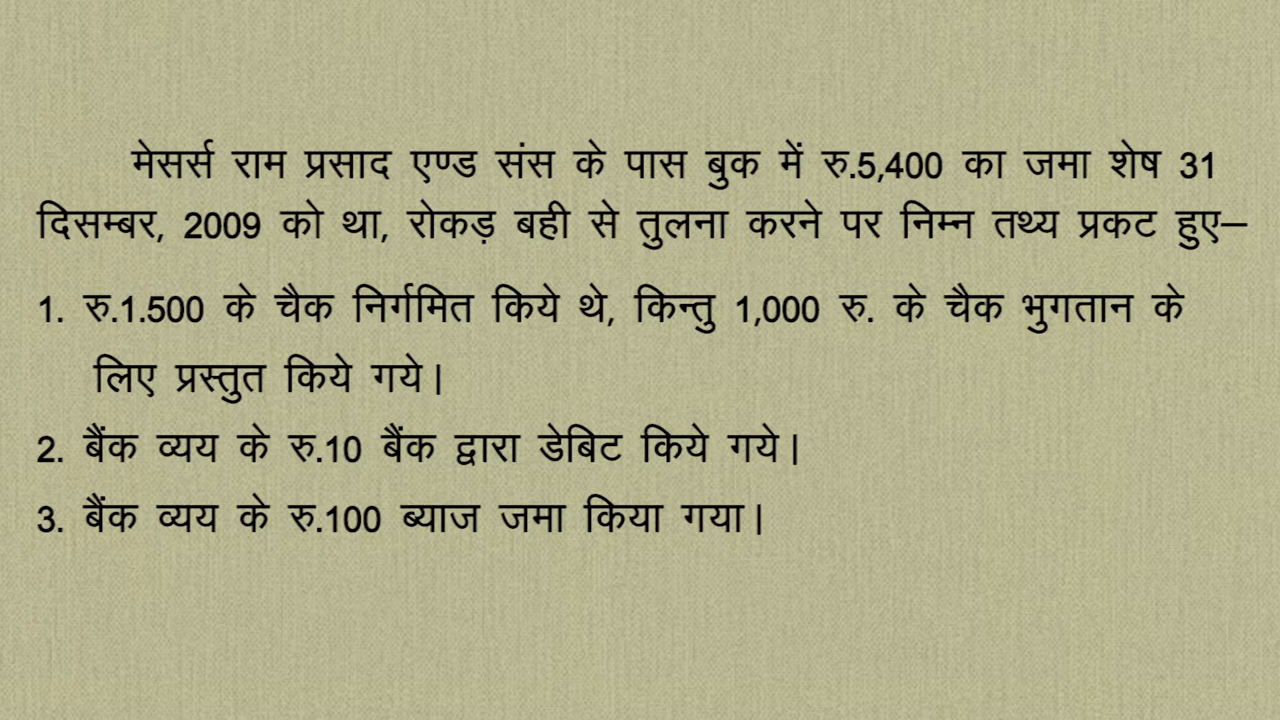 मेसर्स राम प्रसाद एण्ड संस के पास बुक में रु.5,400 का जमा शेष 31
दिसम्बर, 2009 को था, रोकड़ बही से तुलना करने पर निम्न तथ्य प्रकट हुए–
1. रु.1.500 के चैक निर्गमित किये थे, किन्तु 1,000 रु. के चैक भुगतान के
लिए प्रस्तुत किये गये।
2. बैंक व्यय के रु.10 बैंक द्वारा डेबिट किये गये।
3. बैंक व्यय के रु.100 ब्याज जमा किया गया।